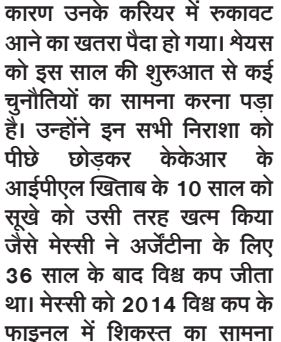 कारण उनके करियर में रुकावट
आने का खतरा पैदा हो गया। श्रेयस
को इस साल की शुरुआत से कई
चुनौतियों का सामना करना पड़ा
है। उन्होंने इन सभी निराशा को
पीछे छोड़कर केकेआर के
आईपीएल खिताब के 10 साल को
सूखे को उसी तरह खत्म किया
जैसे मेस्सी ने अर्जेंटीना के लिए
36 साल के बाद विश्व कप जीता
था। मेस्सी को 2014 विश्व कप के
फाइनल में शिकस्त का सामना